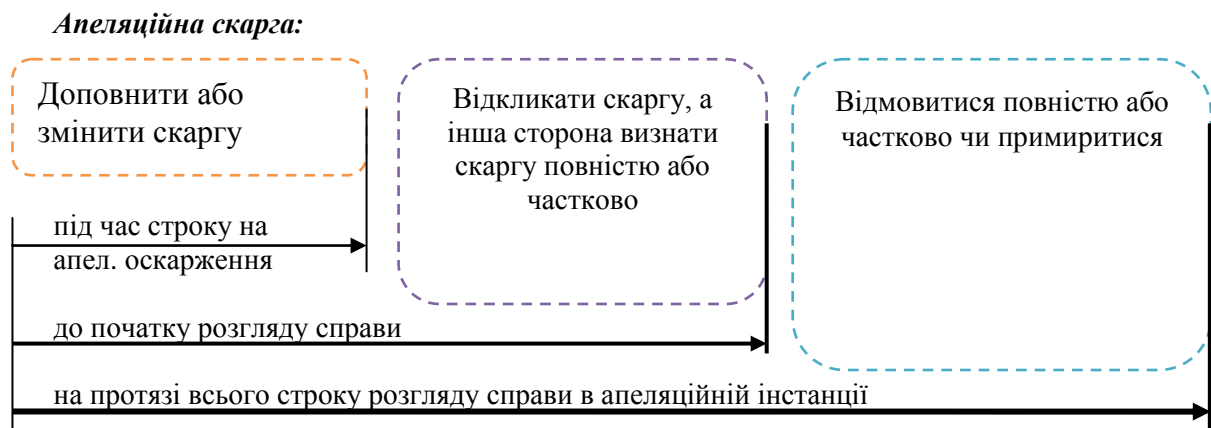 Апеляційна скарга:
Доповнити або
змінити скаргу
Відкликати скаргу, а
інша сторона визнати
скаргу повністю або
частково
Відмовитися повністю або
частково чи примиритися
під час строку на
апел. оскарження
до початку розгляду справи
на протязі всього строку розгляду справи в апеляційній інстанції